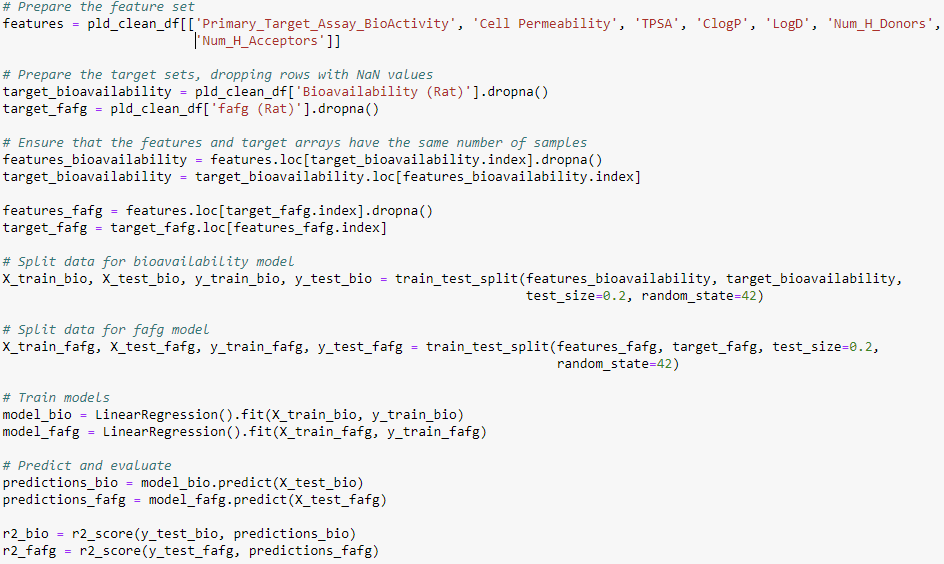 # Prepare the feature set
features = pld_clean_df[['Primary_Target_Assay_BioActivity', 'Cell Permeability', 'TPSA', 'ClogP', 'LogD', 'Num_H_Donors',
'Num_H_Acceptors']]
# Prepare the target sets, dropping rows with NaN values
target_bioavailability = pld_clean_df['Bioavailability (Rat)'].dropna()
target_fafg = pld_clean_df['fafg (Rat)'].dropna()
# Ensure that the features and target arrays have the same number of samples
features_bioavailability = features.loc[target_bioavailability.index].dropna()
target_bioavailability = target_bioavailability.loc[features_bioavailability.index]
features_fafg = features.loc[target_fafg.index].dropna()
target_fafg = target_fafg.loc[features_fafg.index]
# Split data for bioavailability model
X_train_bio, X_test_bio, y_train_bio, y_test_bio = train_test_split(features_bioavailability, target_bioavailability,
test_size=0.2, random_state=42)
# Split data for fafg model
X_train_fafg, X_test_fafg, y_train_fafg, y_test_fafg = train_test_split(features_fafg, target_fafg, test_size=0.2,
random_state=42)
# Train models
model_bio = LinearRegression().fit(X_train_bio, y_train_bio)
model_fafg = LinearRegression().fit(X_train_fafg, y_train_fafg)
# Predict and evaluate
predictions_bio = model_bio.predict(X_test_bio)
predictions_fafg = model_fafg.predict(X_test_fafg)
r2_bio = r2_score(y_test_bio, predictions_bio)
r2_fafg = r2_score(y_test_fafg, predictions_fafg)